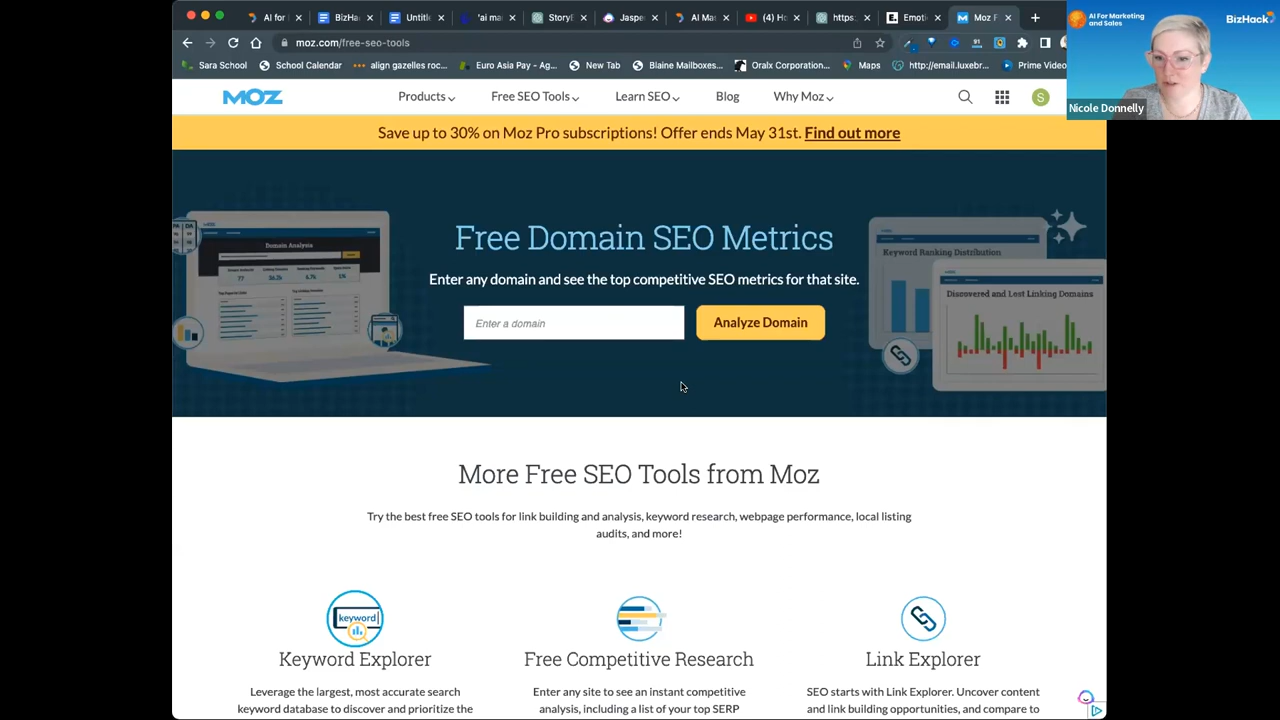 AI for
BizHac
Untitle
'ai mar
StoryB
Jaspe
AI Mas
(4) Ho
https:
Emoti
Moz F
moz.com/free-seo-tools
Sara School
School Calendar
align gazelles roc...
Euro Asia Pay - Ag...
New Tab
Blaine Mailboxes...
Oralx Corporation...
Maps
http://email.luxebr...
Prime Video
AI For Marketing
and Sales
BizHack
Nicole Donnelly
MOZ
Products
Free SEO Tools
Learn SEO
Blog
Why Moz
S
Save up to 30% on Moz Pro subscriptions! Offer ends May 31st. Find out more
Domain Analysis
Free Domain SEO Metrics
Enter any domain and see the top competitive SEO metrics for that site.
Enter a domain
Analyze Domain
Keyword Ranking Distribution
Discovered and Lost Linking Domains
More Free SEO Tools from Moz
Try the best free SEO tools for link building and analysis, keyword research, webpage performance, local listing
audits, and more!
keyword
Keyword Explorer
Free Competitive Research
Link Explorer
Leverage the largest, most accurate search
keyword database to discover and prioritize the
Enter any site to see an instant competitive
analysis, including a list of your top SERP
SEO starts with Link Explorer. Uncover content
and link building opportunities, and compare to